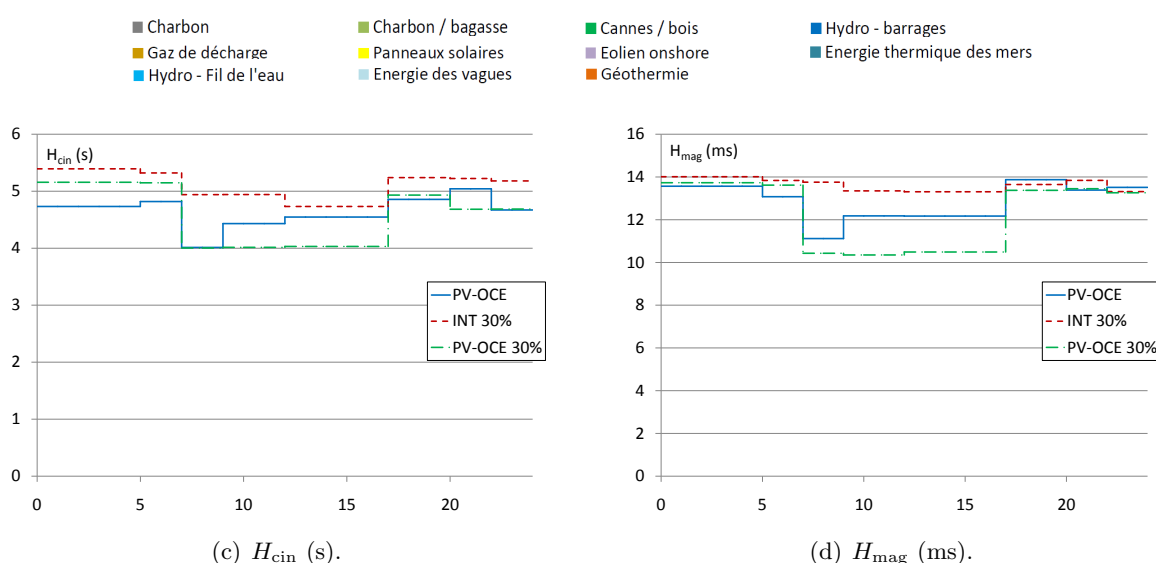 Charbon Charbon / bagasse Cannes / bois Hydro - barrages
Gaz de décharge Panneaux solaires Eolien onshore Energie thermique des mers
Hydro - Fil de l'eau Energie des vagues Géothermie
6
H_cin (s)
5
4
3
2
1
0
0 5 10 15 20
PV-OCE
INT 30%
PV-OCE 30%
(c) H_cin (s).
16
H_mag (ms)
14
12
10
8
6
4
2
0
0 5 10 15 20
PV-OCE
INT 30%
PV-OCE 30%
(d) H_mag (ms).